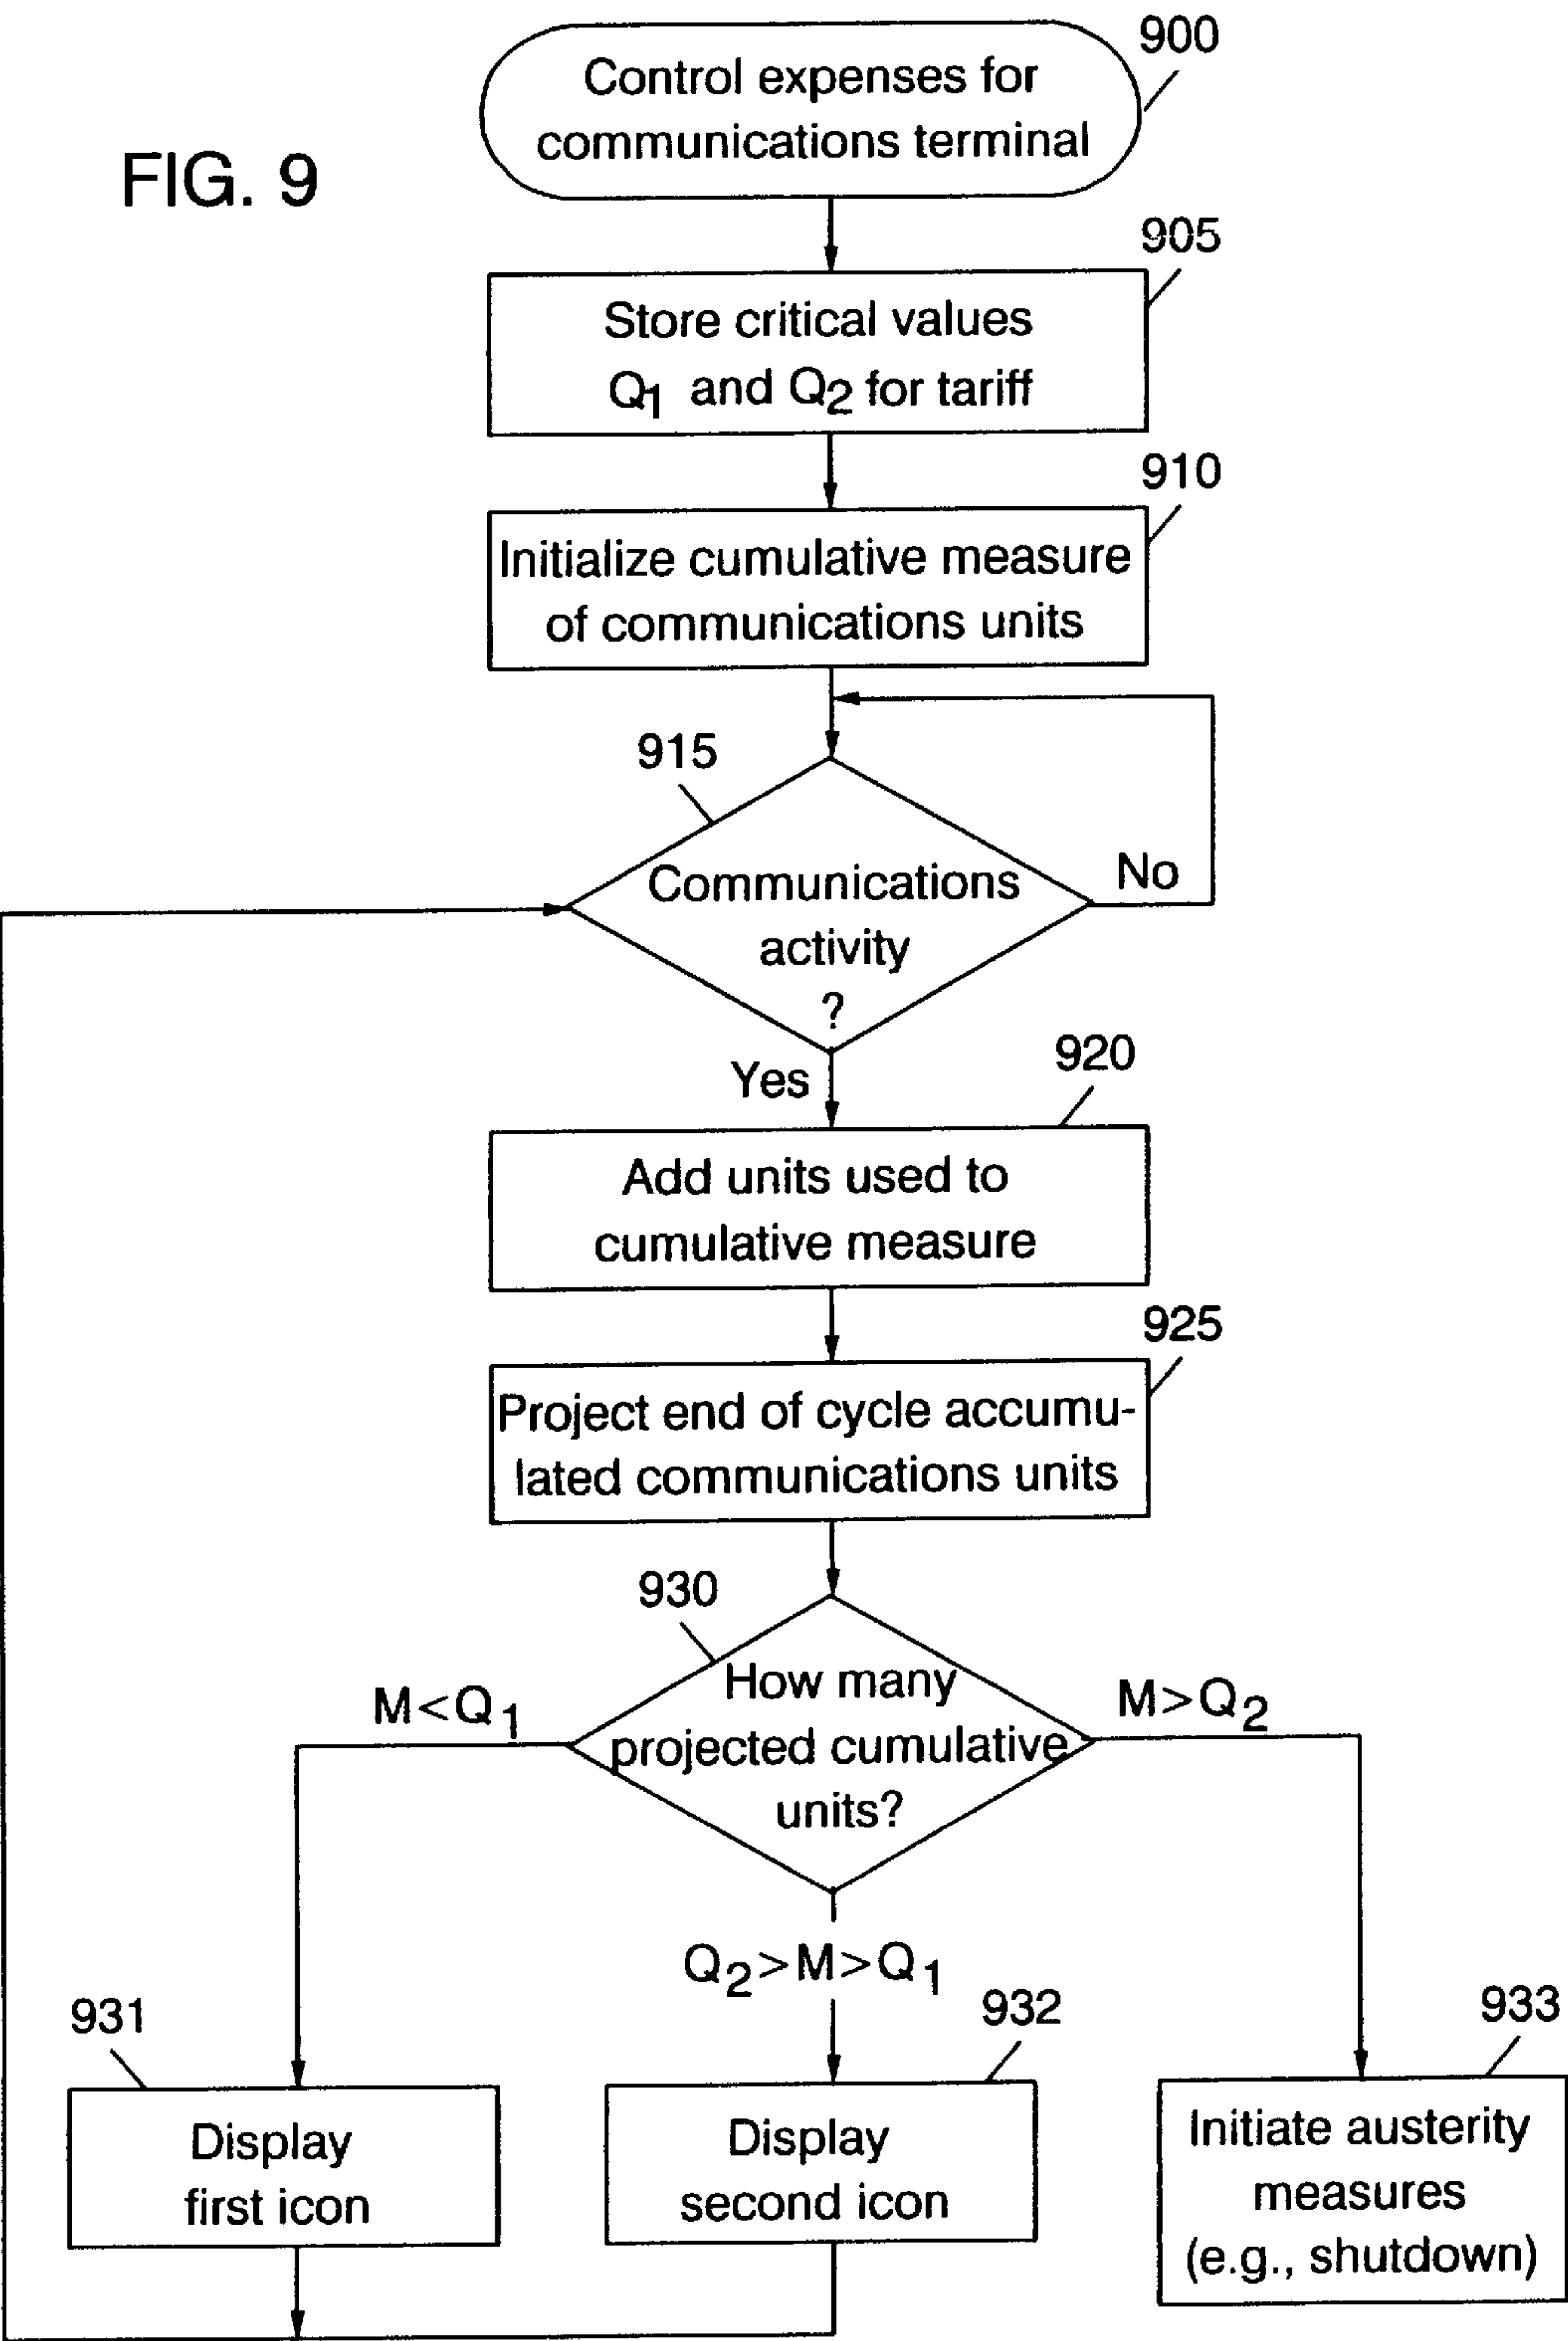 900
Control expenses for
communications terminal
FIG. 9
905
Store critical values
Q1 and Q2 for tariff
910
Initialize cumulative measure
of communications units
915
Communications
activity
?
No
Yes
920
Add units used to
cumulative measure
925
Project end of cycle accumu-
lated communications units
930
How many
projected cumulative
units?
M<Q1
M>Q2
Q2>M>Q1
931
Display
first icon
932
Display
second icon
933
Initiate austerity
measures
(e.g., shutdown)